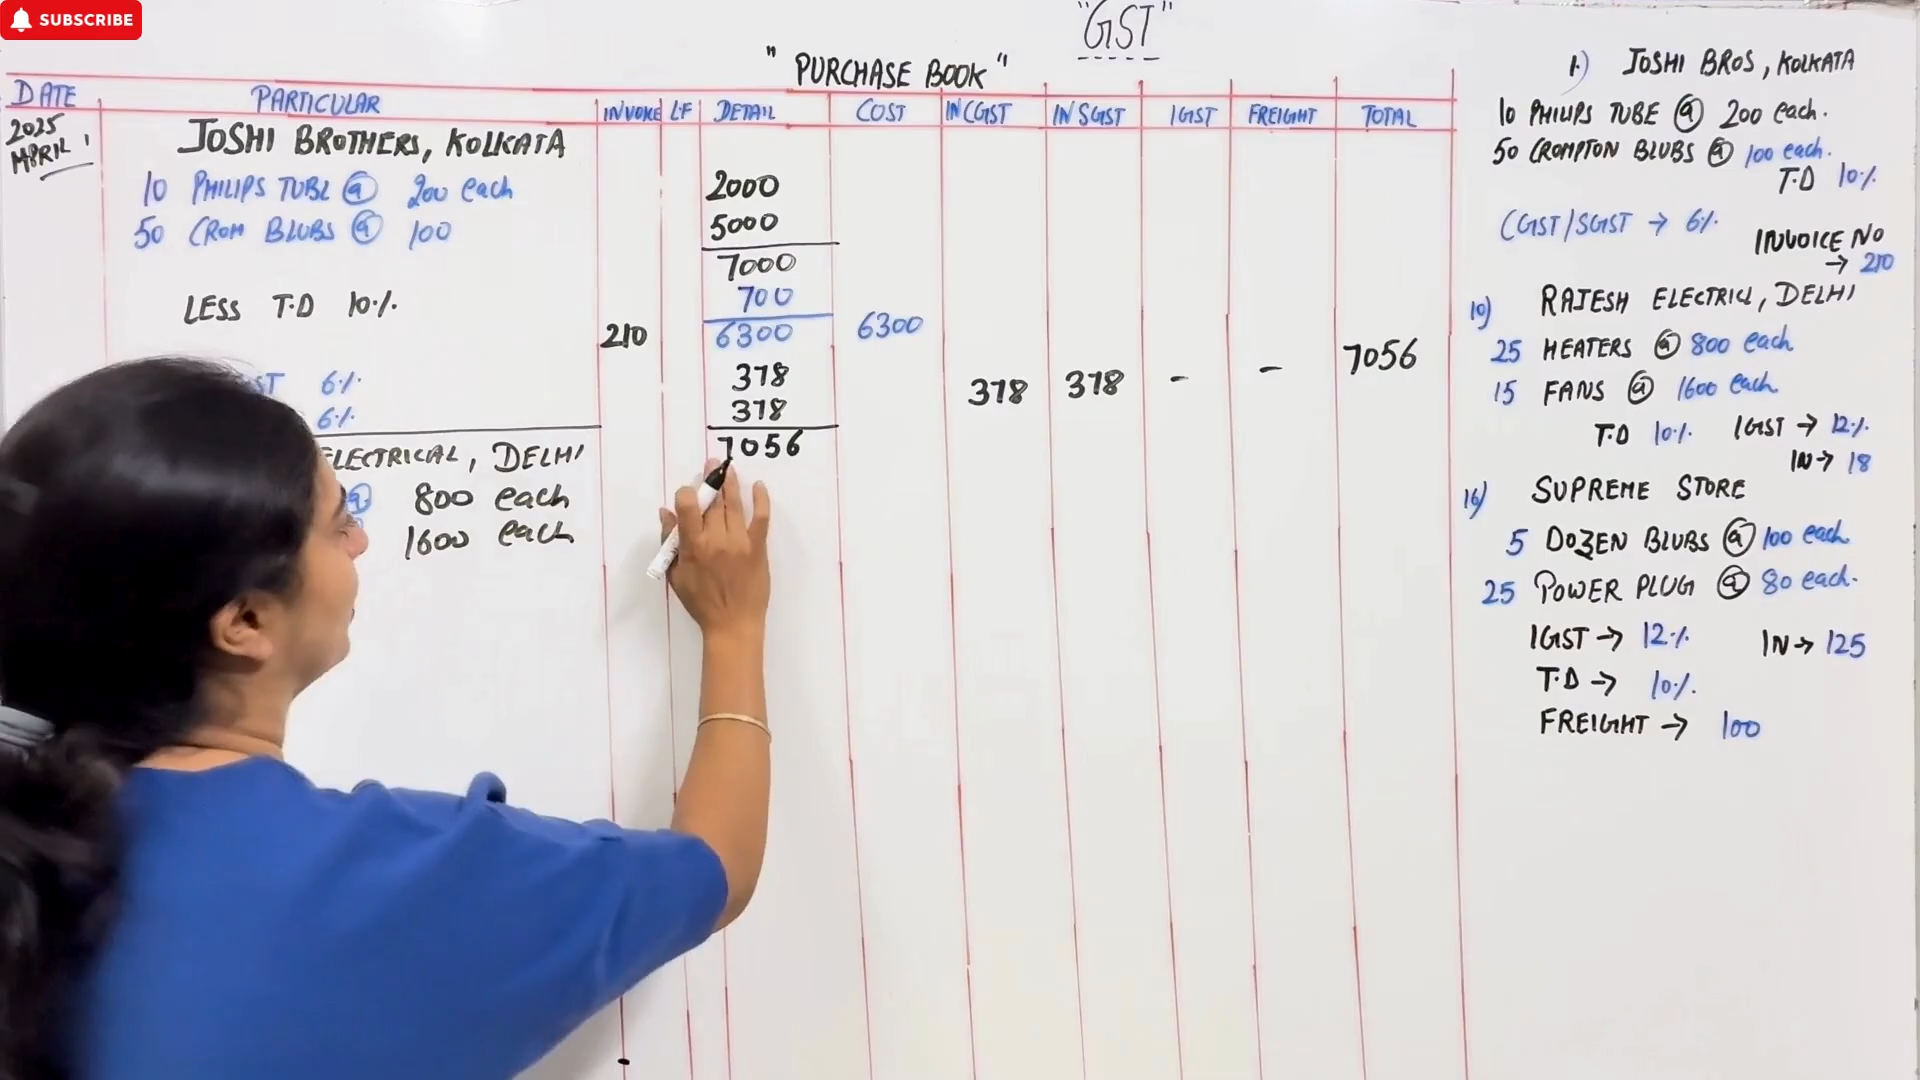 SUBSCRIBE
"GST"
"PURCHASE BOOK"
DATE PARTICULAR INVOICE LF DETAIL COST IN CGST IN SGST IGST FREIGHT TOTAL
2025
APRIL 1
JOSHI BROTHERS, KOLKATA
10 PHILIPS TUBE @ 200 each 2000
50 CROM BLUBS @ 100 5000
7000
LESS T.D 10% 700
210 6300 6300
GST 6% 378 378 378 - - 7056
6% 378
7056
ELECTRICAL, DELHI
@ 800 each
1600 each
1.) JOSHI BROS, KOLKATA
10 PHILIPS TUBE @ 200 each.
50 CROMPTON BLUBS @ 100 each.
T.D 10%
CGST/SGST → 6%
INVOICE NO
→ 210
10) RAJESH ELECTRICL, DELHI
25 HEATERS @ 800 each
15 FANS @ 1600 each
T.D 10% IGST → 12%
IN → 18
16) SUPREME STORE
5 DOZEN BLUBS @ 100 each
25 POWER PLUG @ 80 each.
IGST → 12% IN → 125
T.D → 10%.
FREIGHT → 100